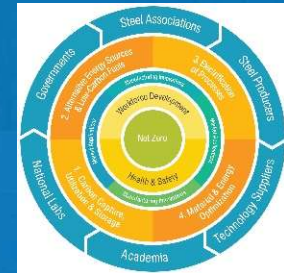 Steel Associations
Steel Producers
Technology Suppliers
Academia
National Labs
Governments
2. Alternative Energy Sources
& Low-Carbon Fuels
3. Electrification
of Processes
4. Material & Energy
Optimization
1. Carbon Capture,
Utilization & Storage
Workforce Development
Net Zero
Health & Safety